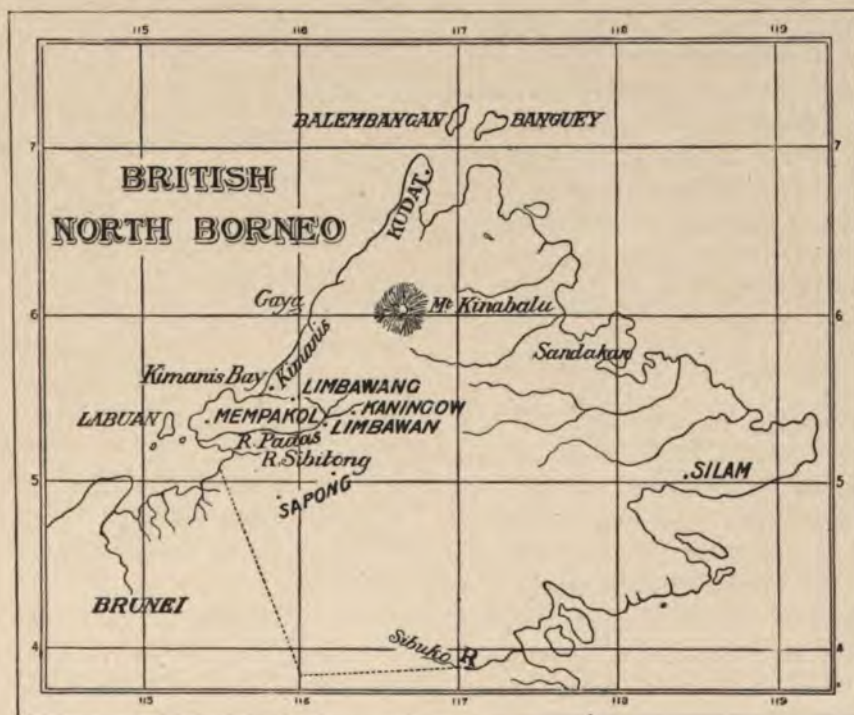 115 116 117 118 119
BALEMBANGAN BANGUEY
7 7
BRITISH
NORTH BORNEO
KUDAT.
Gaya
Mt Kinabalu
6 6
Kimanis
Sandakan
Kimanis Bay
LIMBAWANG
KANINGOW
LABUAN
MEMPAKOL
LIMBAWAN
R. Padas
R. Sibitong
SILAM
5 5
SAPONG
BRUNEI
4 4
Sibuko R
115 116 117 118 119